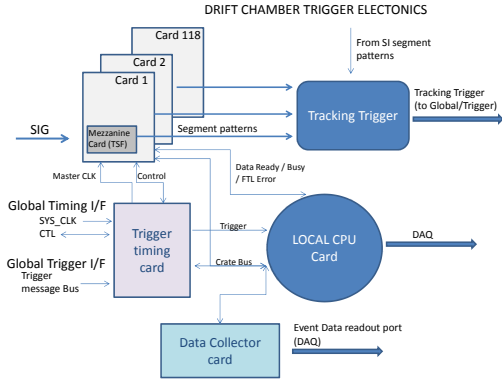 DRIFT CHAMBER TRIGGER ELECTONICS
Card 118
Card 2
Card 1
From SI segment
patterns
Tracking Trigger
Tracking Trigger
(to Global/Trigger)
SIG
Mezzanine
Card (TSF)
Segment patterns
Master CLK
Control
Data Ready / Busy
/ FTL Error
Global Timing I/F
SYS_CLK
CTL
Trigger
timing
card
Trigger
LOCAL CPU
Card
DAQ
Global Trigger I/F
Trigger
message Bus
Crate Bus
Data Collector
card
Event Data readout port
(DAQ)